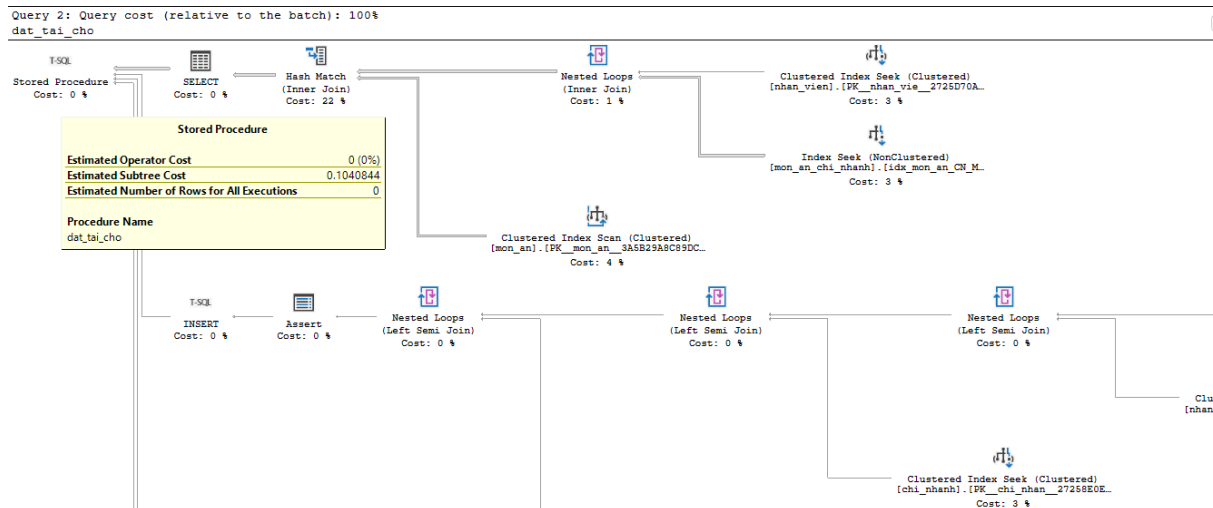 Query 2: Query cost (relative to the batch): 100%
dat_tai_cho
T-SQL
Stored Procedure
Cost: 0 %
SELECT
Cost: 0 %
Hash Match
(Inner Join)
Cost: 22 %
Nested Loops
(Inner Join)
Cost: 1 %
Clustered Index Seek (Clustered)
[nhan_vien].[PK__nhan_vie__2725D70A…
Cost: 3 %
Index Seek (NonClustered)
[mon_an_chi_nhanh].[idx_mon_an_CN_M…
Cost: 3 %
Stored Procedure
Estimated Operator Cost 0 (0%)
Estimated Subtree Cost 0.1040844
Estimated Number of Rows for All Executions 0
Procedure Name
dat_tai_cho
Clustered Index Scan (Clustered)
[mon_an].[PK__mon_an__3A5B29A8C89DC…
Cost: 4 %
T-SQL
INSERT
Cost: 0 %
Assert
Cost: 0 %
Nested Loops
(Left Semi Join)
Cost: 0 %
Nested Loops
(Left Semi Join)
Cost: 0 %
Nested Loops
(Left Semi Join)
Cost: 0 %
Clu
[nhan
Clustered Index Seek (Clustered)
[chi_nhanh].[PK__chi_nhan__27258E0E…
Cost: 3 %